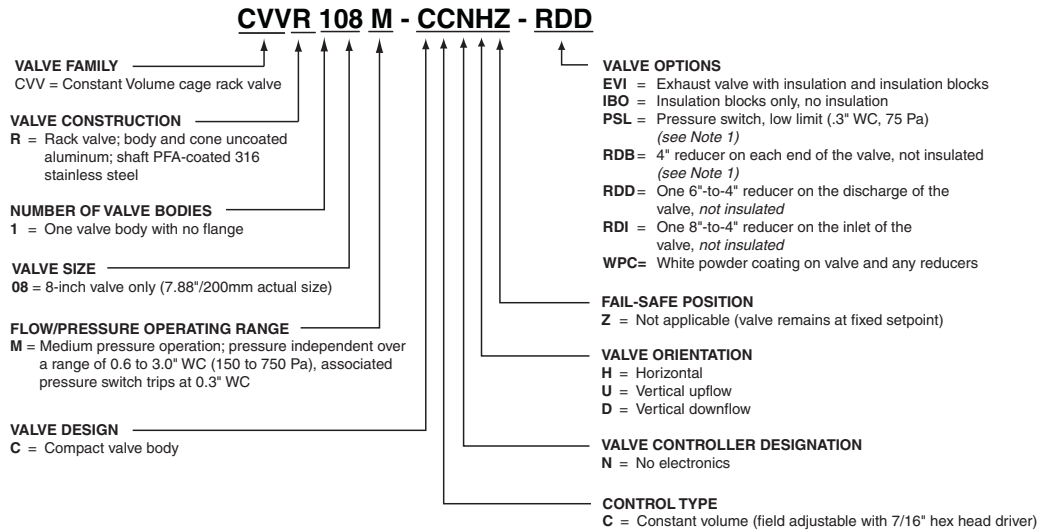 CVVR 108 M - CCNHZ - RDD
VALVE FAMILY
CVV = Constant Volume cage rack valve
VALVE CONSTRUCTION
R = Rack valve; body and cone uncoated
aluminum; shaft PFA-coated 316
stainless steel
NUMBER OF VALVE BODIES
1 = One valve body with no flange
VALVE SIZE
08 = 8-inch valve only (7.88"/200mm actual size)
FLOW/PRESSURE OPERATING RANGE
M = Medium pressure operation; pressure independent over
a range of 0.6 to 3.0" WC (150 to 750 Pa), associated
pressure switch trips at 0.3" WC
VALVE DESIGN
C = Compact valve body
VALVE OPTIONS
EVI = Exhaust valve with insulation and insulation blocks
IBO = Insulation blocks only, no insulation
PSL = Pressure switch, low limit (.3" WC, 75 Pa)
(see Note 1)
RDB = 4" reducer on each end of the valve, not insulated
(see Note 1)
RDD = One 6"-to-4" reducer on the discharge of the
valve, not insulated
RDI = One 8"-to-4" reducer on the inlet of the
valve, not insulated
WPC= White powder coating on valve and any reducers
FAIL-SAFE POSITION
Z = Not applicable (valve remains at fixed setpoint)
VALVE ORIENTATION
H = Horizontal
U = Vertical upflow
D = Vertical downflow
VALVE CONTROLLER DESIGNATION
N = No electronics
CONTROL TYPE
C = Constant volume (field adjustable with 7/16" hex head driver)